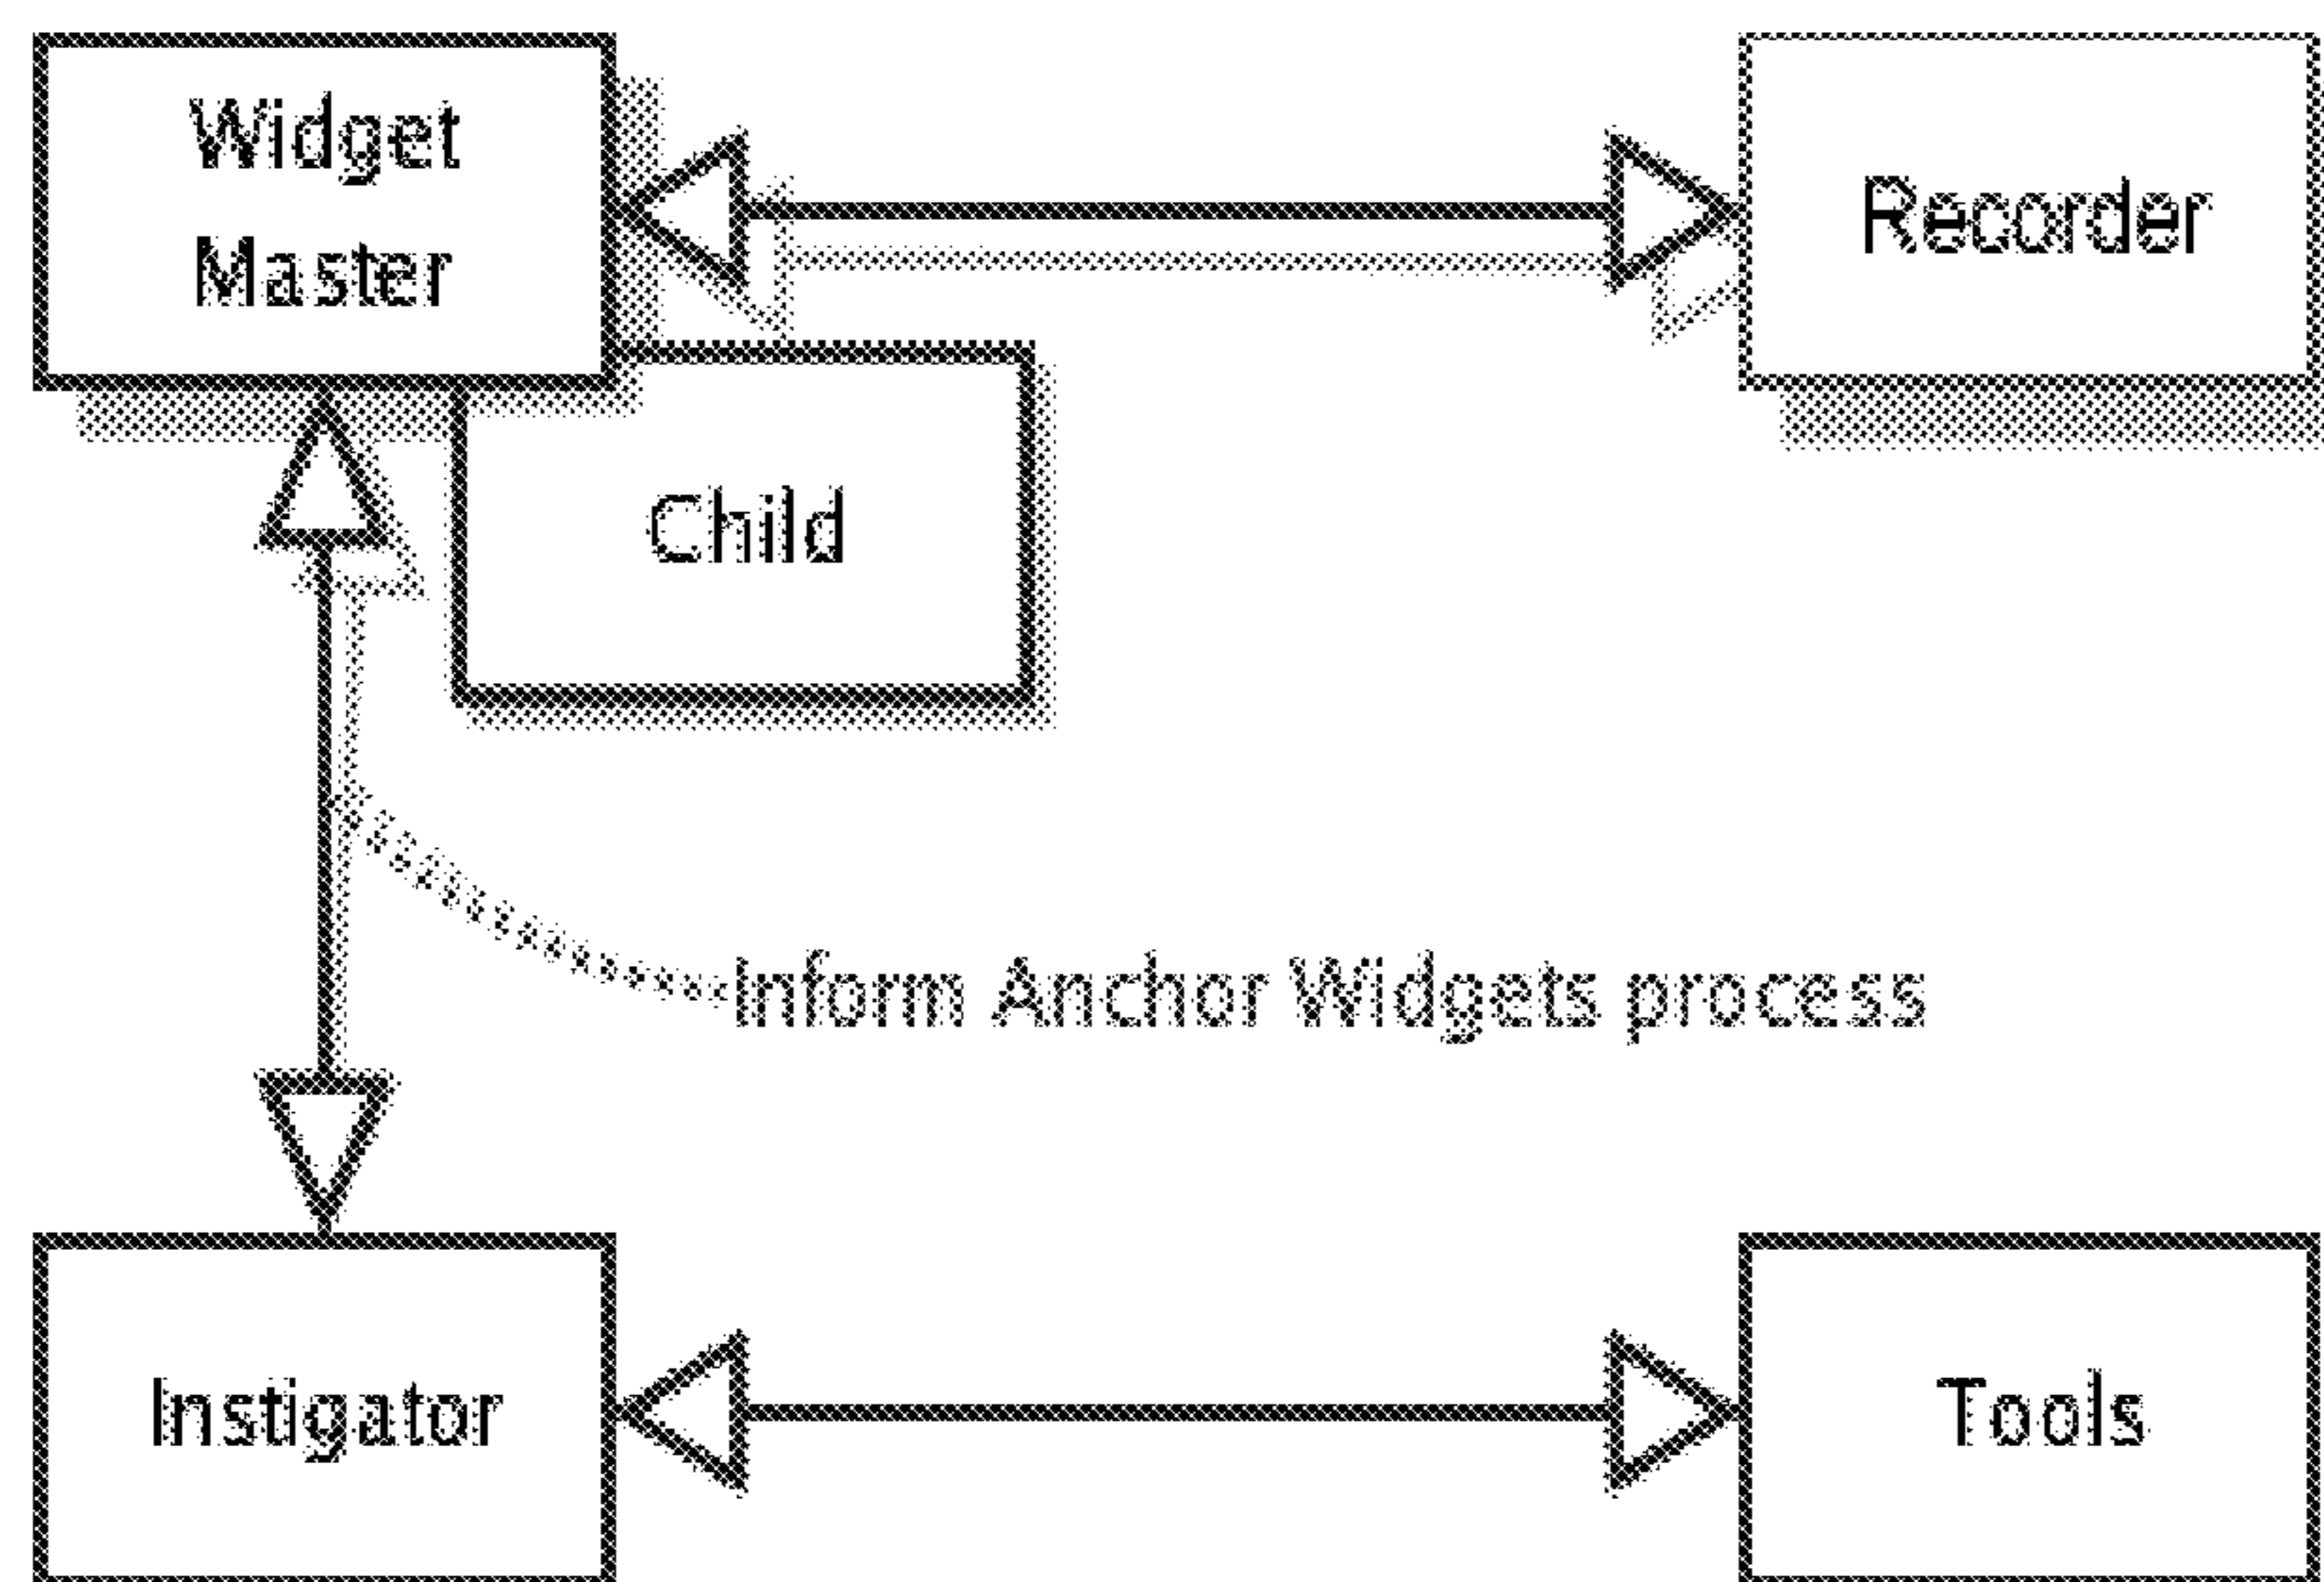 Widget
Master
Recorder
Child
Inform Anchor Widgets process
Instigator
Tools